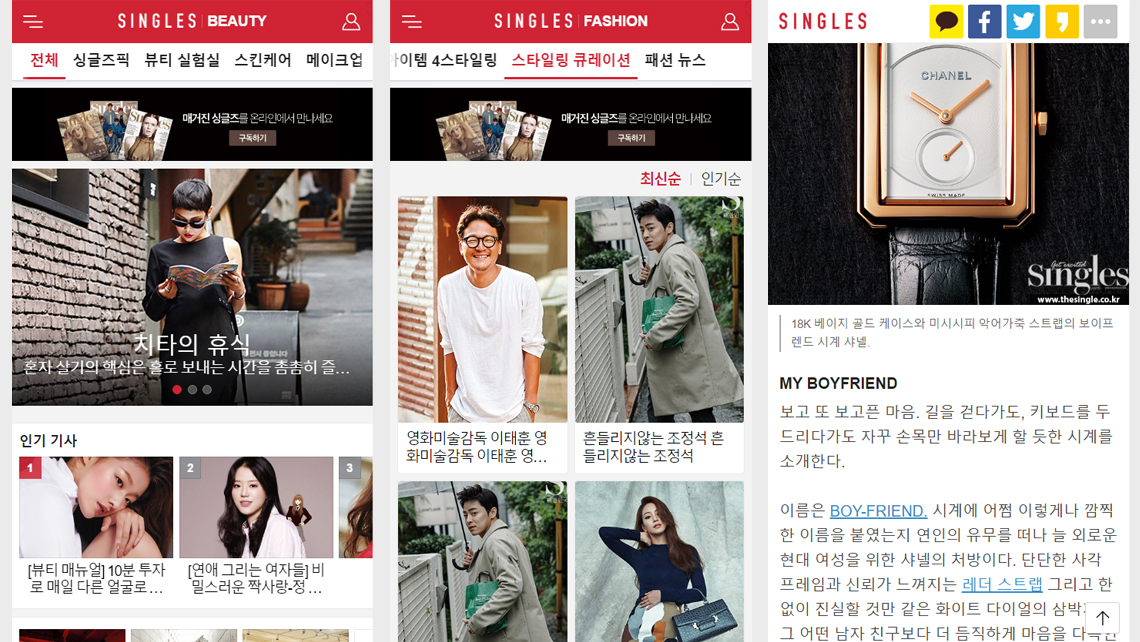 SINGLES BEAUTY
전체 싱글즈픽 뷰티 실험실 스킨케어 메이크업
Singles
매거진 싱글즈를 온라인에서 만나세요
구독하기
치타의 휴식
혼자 살기의 핵심은 홀로 보내는 시간을 촘촘히 즐...
인기 기사
1
2
3
[뷰티 매뉴얼] 10분 투자
로 매일 다른 얼굴로 ...
[연애 그리는 여자들] 비
밀스러운 짝사랑-정 ...
SINGLES FASHION
아이템 4스타일링 스타일링 큐레이션 패션 뉴스
Singles
매거진 싱글즈를 온라인에서 만나세요
구독하기
최신순 인기순
영화미술감독 이태훈 영
화미술감독 이태훈 영...
흔들리지않는 조정석 흔
들리지않는 조정석
SINGLES
CHANEL
SWISS MADE
Get excited
Singles
www.thesingle.co.kr
18K 베이지 골드 케이스와 미시시피 악어가죽 스트랩의 보이프
렌드 시계 샤넬.
MY BOYFRIEND
보고 또 보고픈 마음. 길을 걷다가도, 키보드를 두
드리다가도 자꾸 손목만 바라보게 할 듯한 시계를
소개한다.
이름은 BOY-FRIEND. 시계에 어쩜 이렇게나 깜찍
한 이름을 붙였는지 연인의 유무를 떠나 늘 외로운
현대 여성을 위한 샤넬의 처방이다. 단단한 사각
프레임과 신뢰가 느껴지는 레더 스트랩 그리고 한
없이 진실할 것만 같은 화이트 다이얼의 삼박
그 어떤 남자 친구보다 더 듬직하게 마음을